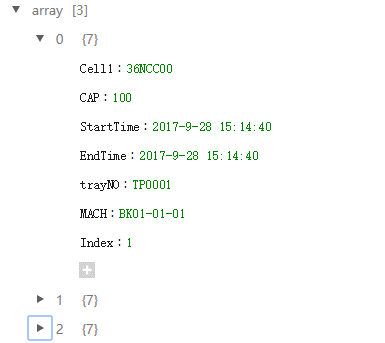 array [3]
0 {7}
Cell1 : 36NCC00
CAP : 100
StartTime : 2017-9-28 15:14:40
EndTime : 2017-9-28 15:14:40
trayNO : TP0001
MACH : BK01-01-01
Index : 1
1 {7}
2 {7}